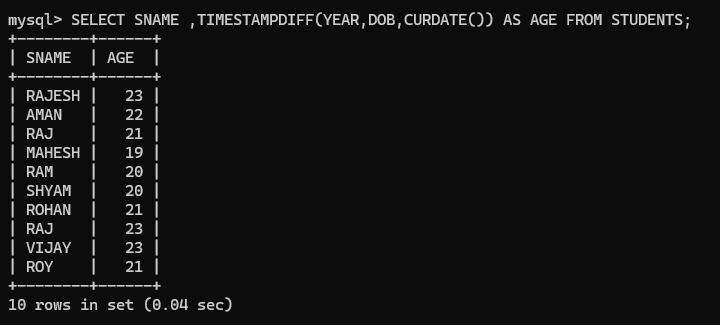 mysql> SELECT SNAME ,TIMESTAMPDIFF(YEAR,DOB,CURDATE()) AS AGE FROM STUDENTS;
+--------+------+
| SNAME  | AGE  |
+--------+------+
| RAJESH |   23 |
| AMAN   |   22 |
| RAJ    |   21 |
| MAHESH |   19 |
| RAM    |   20 |
| SHYAM  |   20 |
| ROHAN  |   21 |
| RAJ    |   23 |
| VIJAY  |   23 |
| ROY    |   21 |
+--------+------+
10 rows in set (0.04 sec)